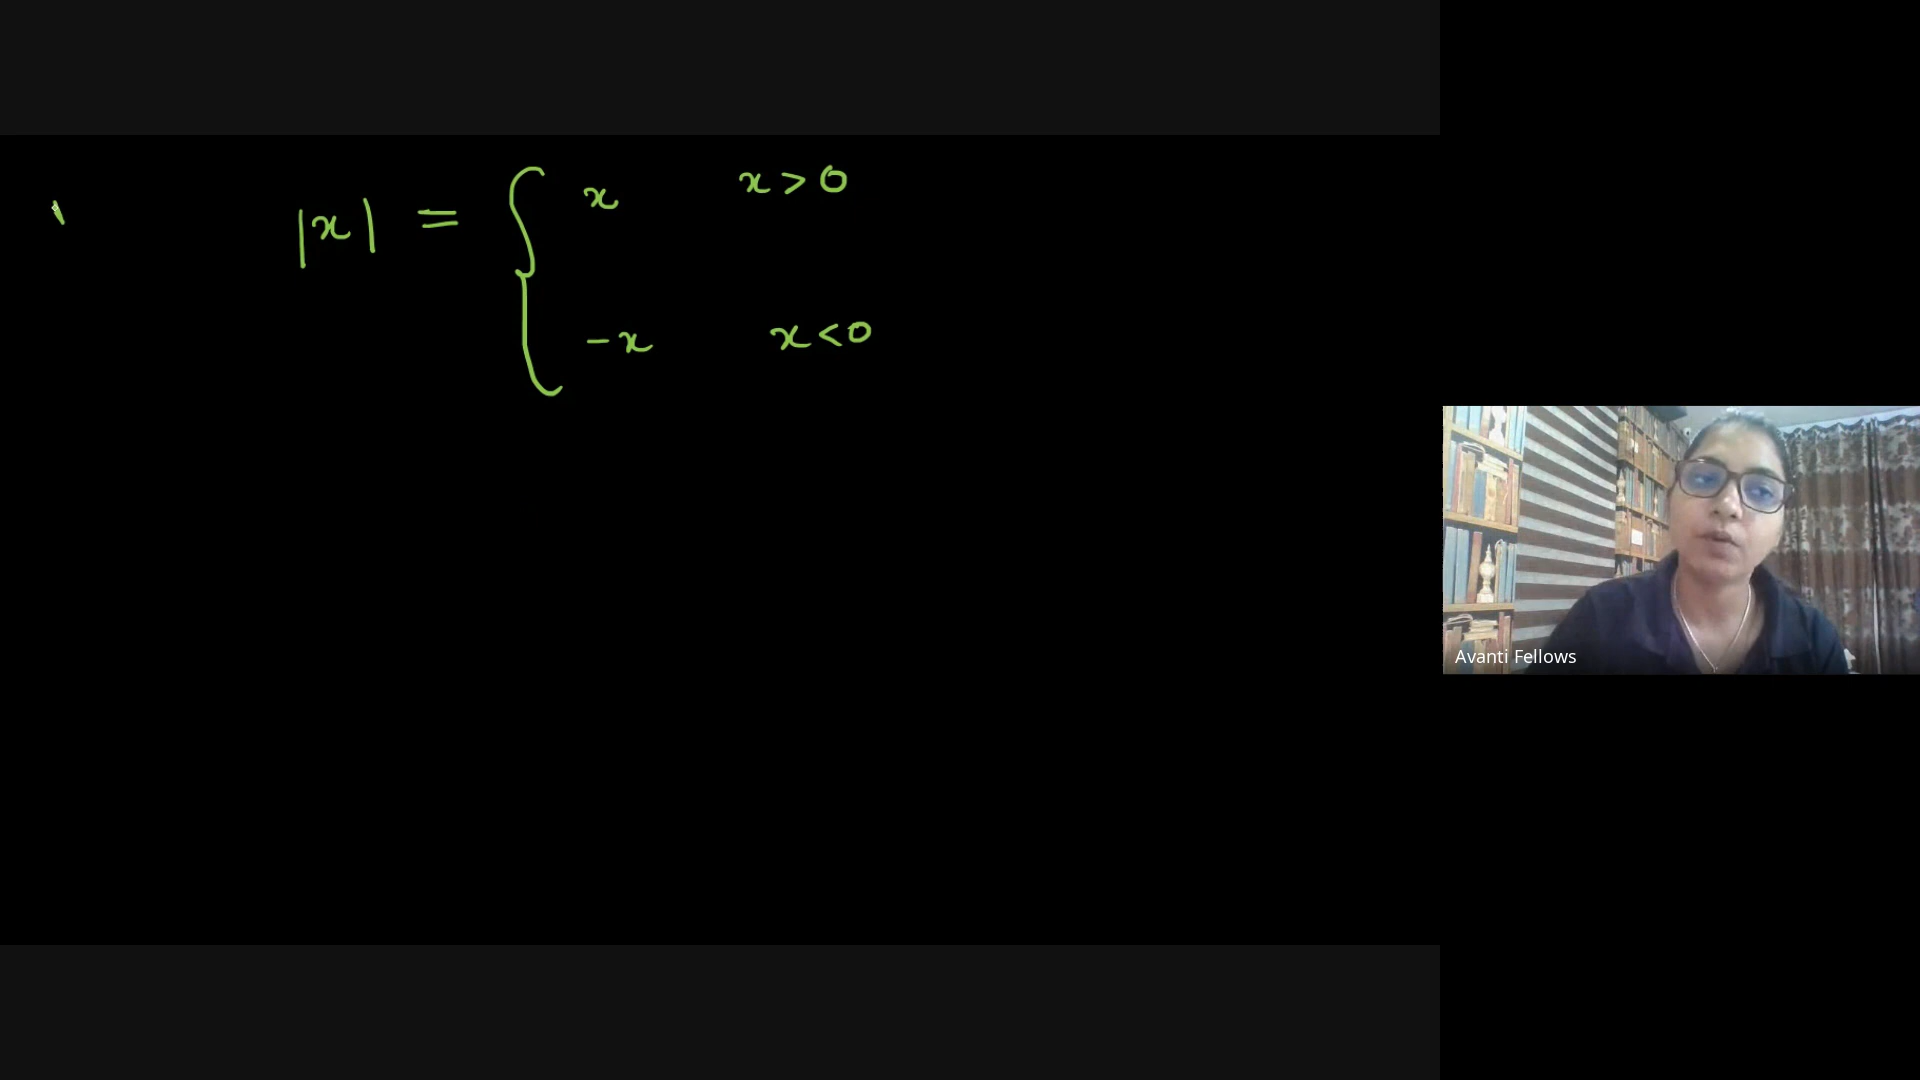 |x| = { x x > 0
-x x < 0
Avanti Fellows